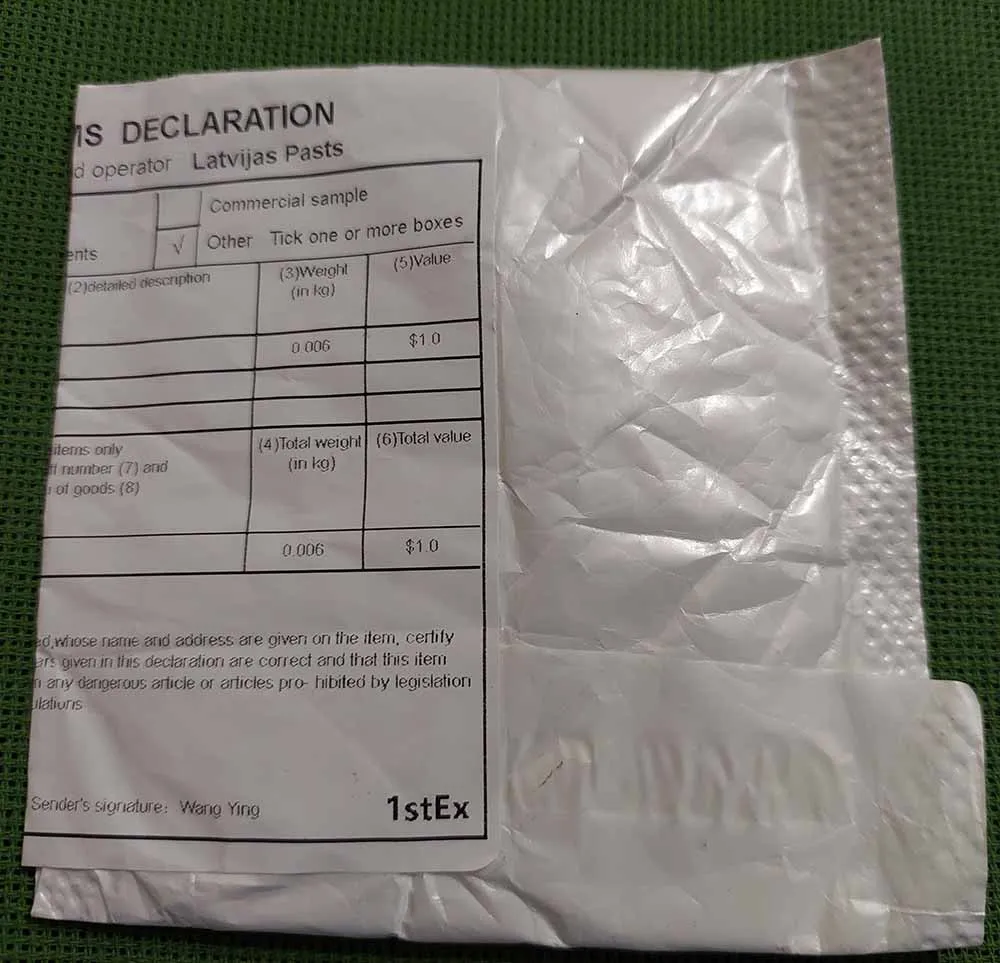 MS DECLARATION
d operator Latvijas Pasts
Commercial sample
ents √ Other Tick one or more boxes
(2)detailed description (3)Weight (in kg) (5)Value
0.006 $1.0
items only (4)Total weight (6)Total value
number (7) and (in kg)
of goods (8)
0.006 $1.0
ed,whose name and address are given on the item, certify
ars given in this declaration are correct and that this item
n any dangerous article or articles pro- hibited by legislation
ulations
Sender's signature: Wang Ying 1stEx